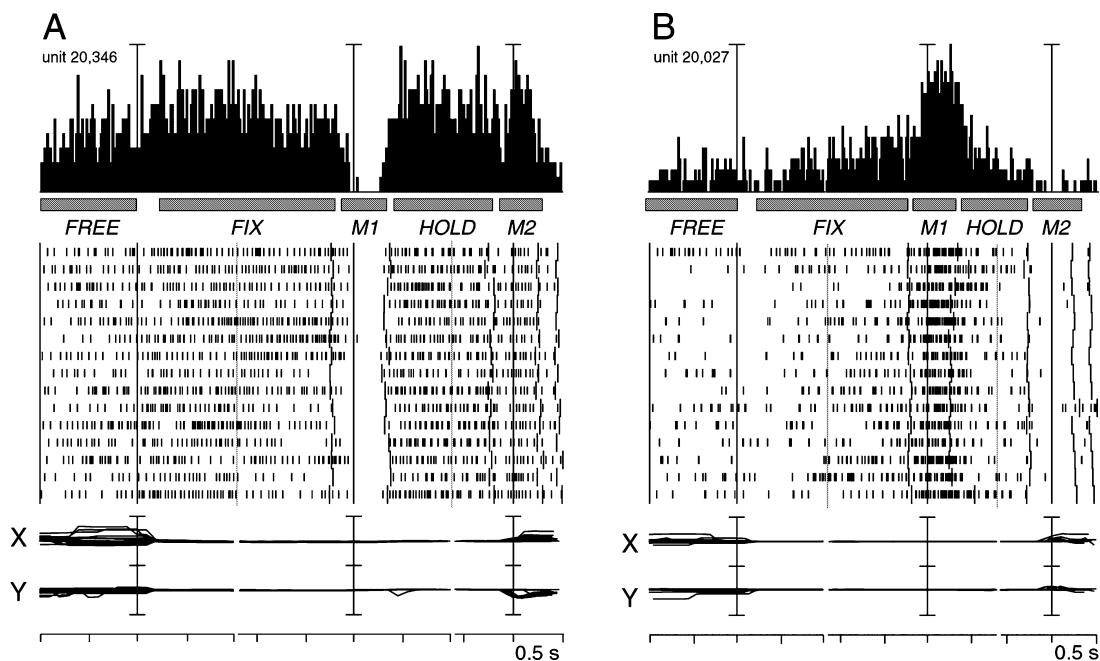 A
unit 20,346
FREE FIX M1 HOLD M2
X
Y
0.5 s
B
unit 20,027
FREE FIX M1 HOLD M2
X
Y
0.5 s